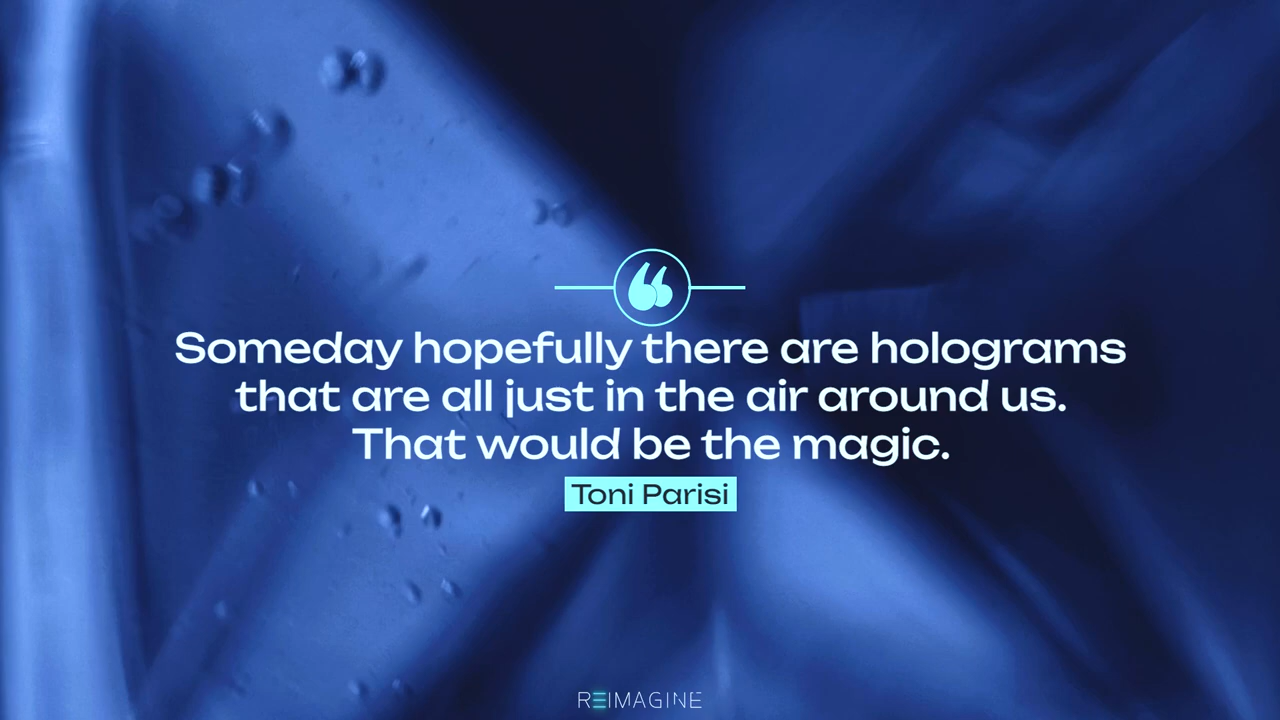 Someday hopefully there are holograms
that are all just in the air around us.
That would be the magic.
Toni Parisi
REIMAGINE